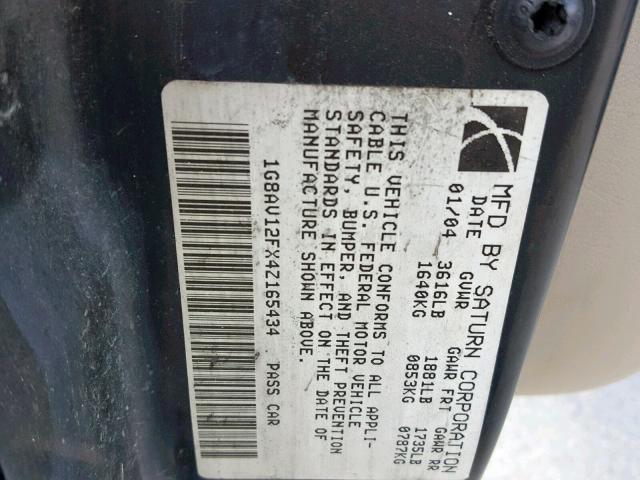 MFD BY SATURN CORPORATION
DATE GVWR GAWR FRT GAWR RR
01/04 3616LB 1881LB 1735LB
1640KG 0853KG 0787KG
THIS VEHICLE CONFORMS TO ALL APPLI-
CABLE U.S. FEDERAL MOTOR VEHICLE
SAFETY, BUMPER, AND THEFT PREVENTION
STANDARDS IN EFFECT ON THE DATE OF
MANUFACTURE SHOWN ABOVE.
1G8AV12FX4Z165434 PASS CAR